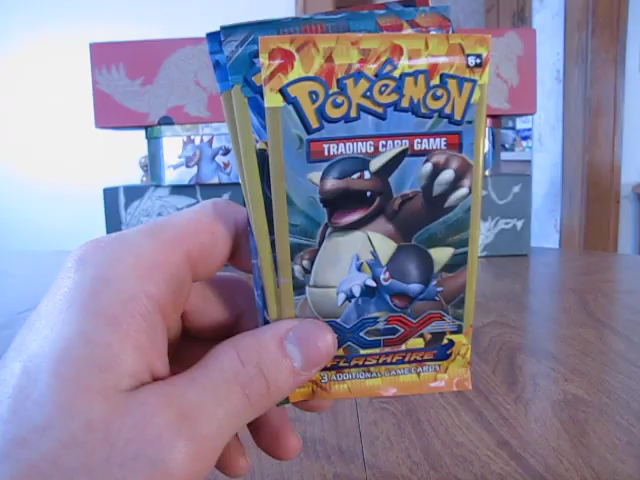 6+
POKéMON
TRADING CARD GAME
XY
FLASHFIRE
3 ADDITIONAL GAME CARDS